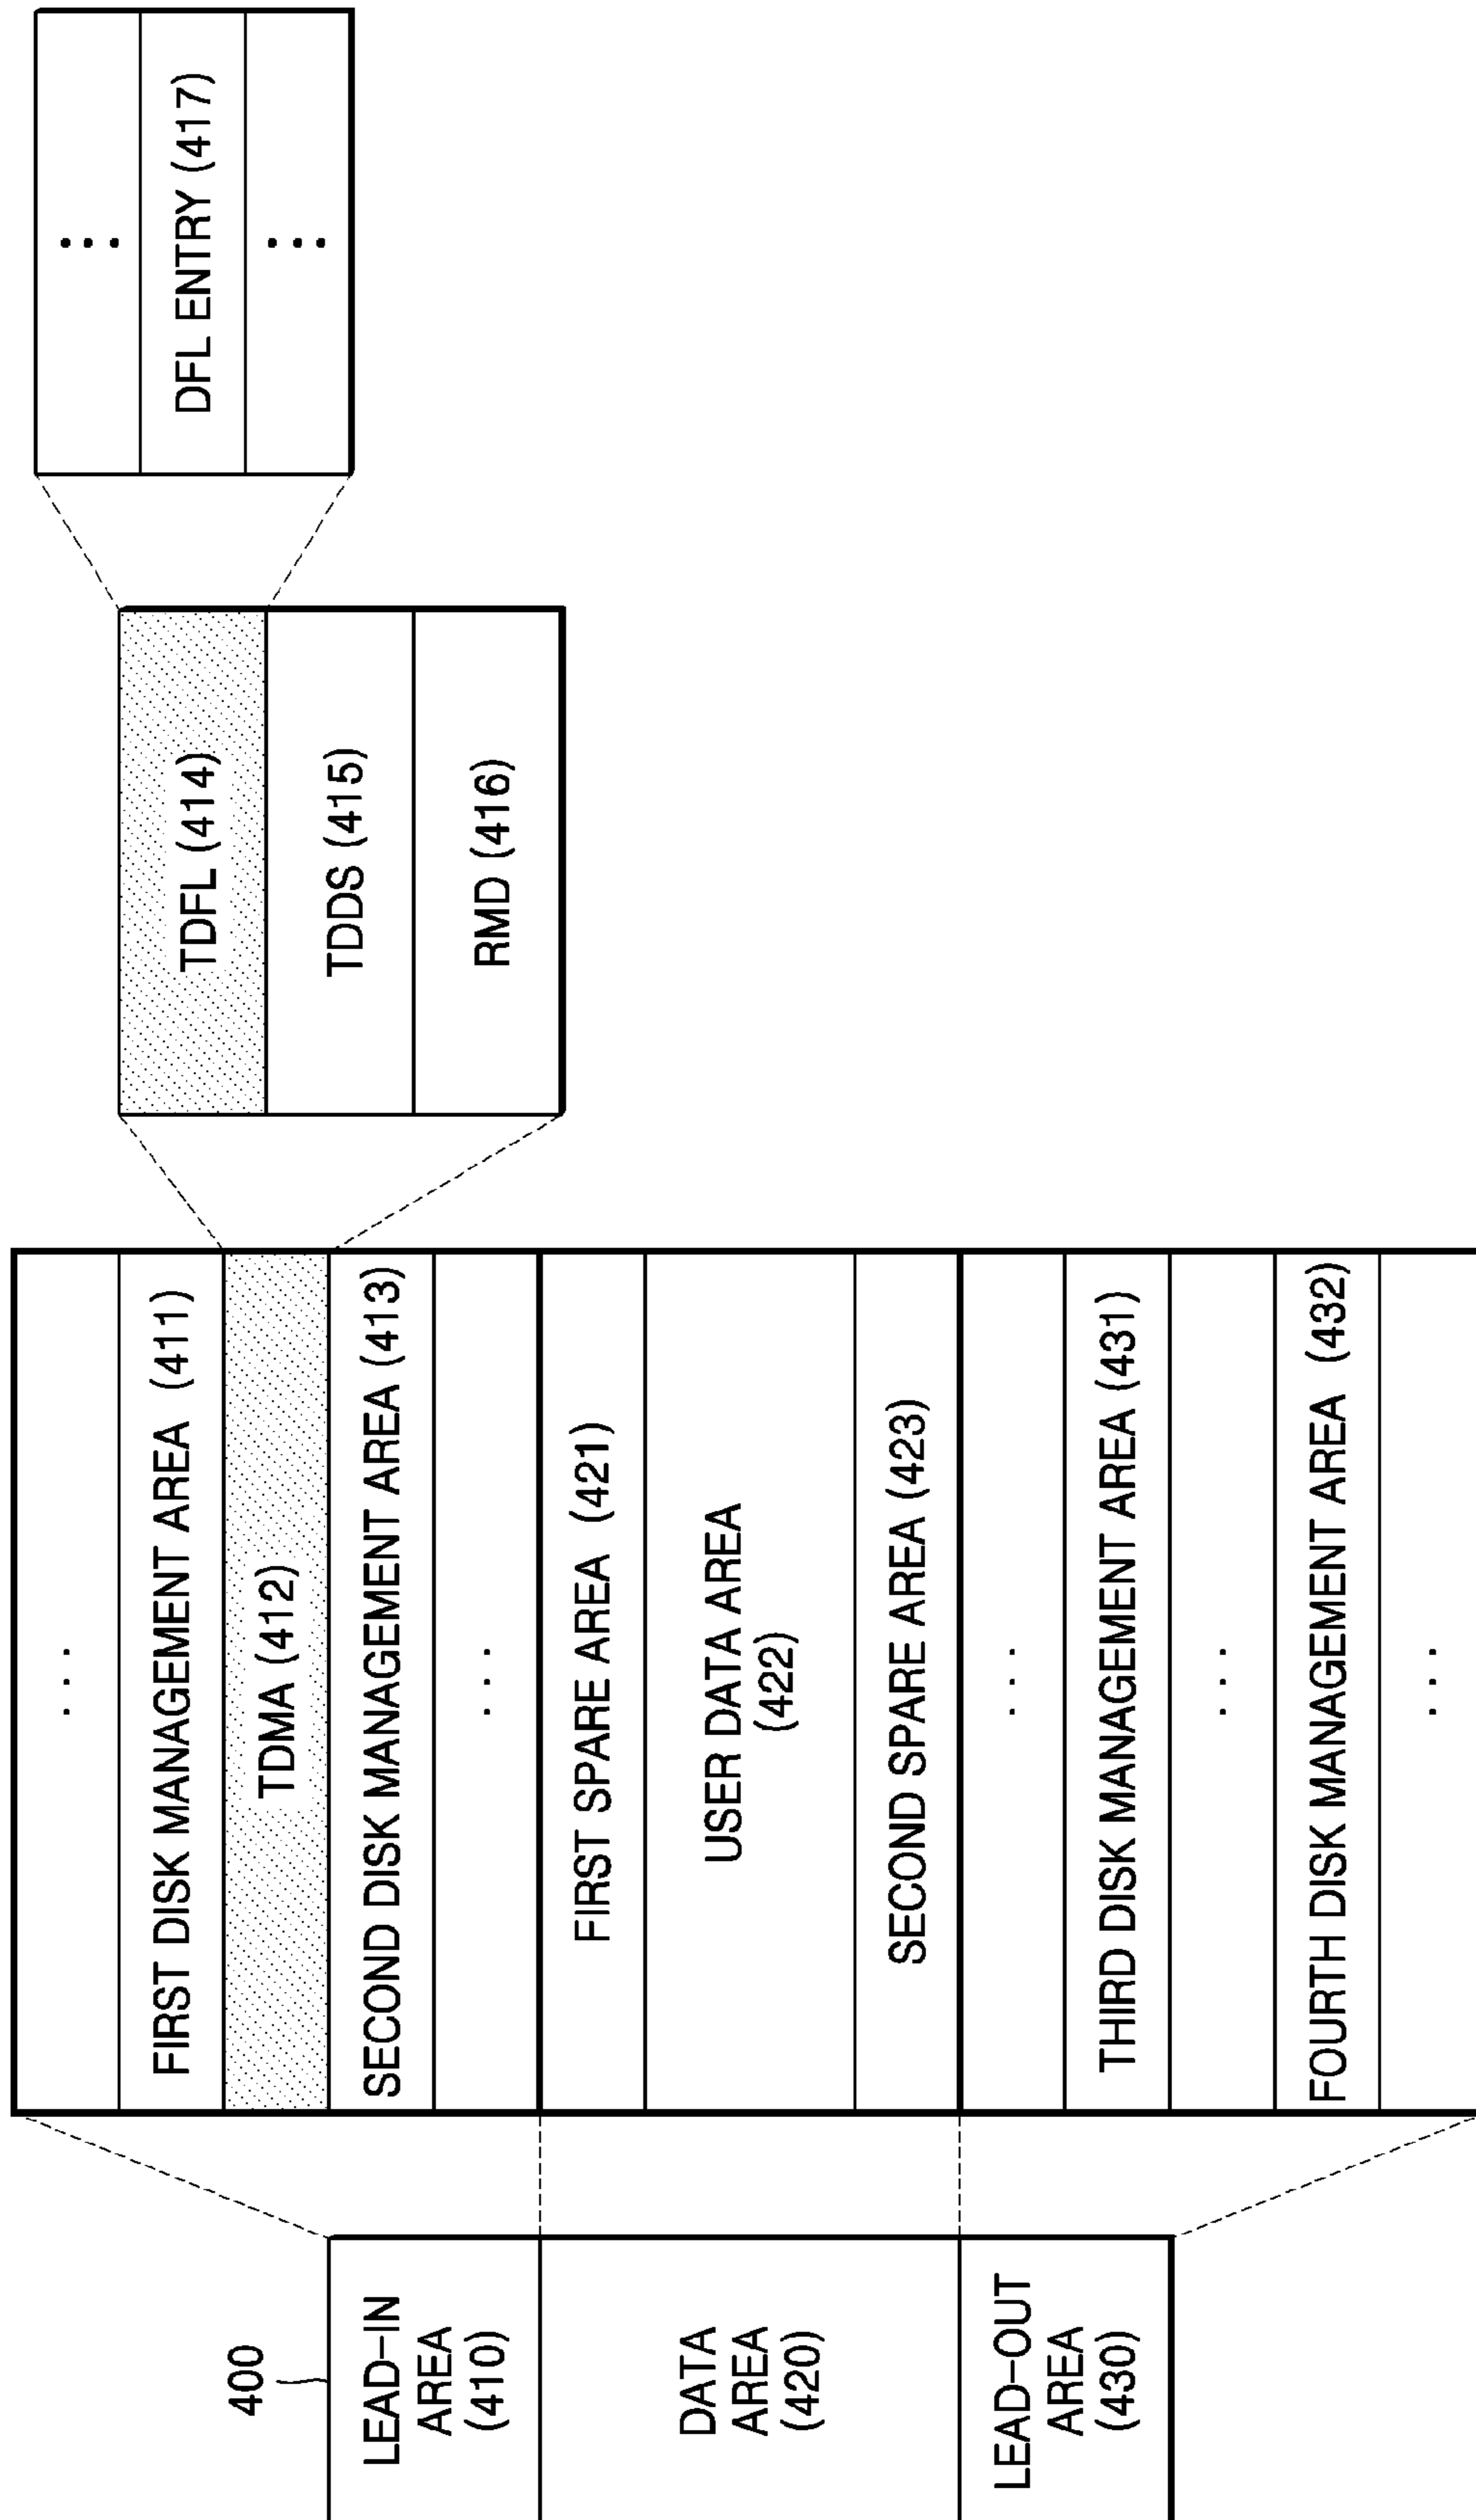 400
LEAD-IN
AREA
(410)
DATA
AREA
(420)
LEAD-OUT
AREA
(430)
...
FIRST DISK MANAGEMENT AREA (411)
TDMA (412)
SECOND DISK MANAGEMENT AREA (413)
...
FIRST SPARE AREA (421)
USER DATA AREA
(422)
SECOND SPARE AREA (423)
...
THIRD DISK MANAGEMENT AREA (431)
...
FOURTH DISK MANAGEMENT AREA (432)
...
TDFL (414)
TDDS (415)
RMD (416)
...
DFL ENTRY (417)
...